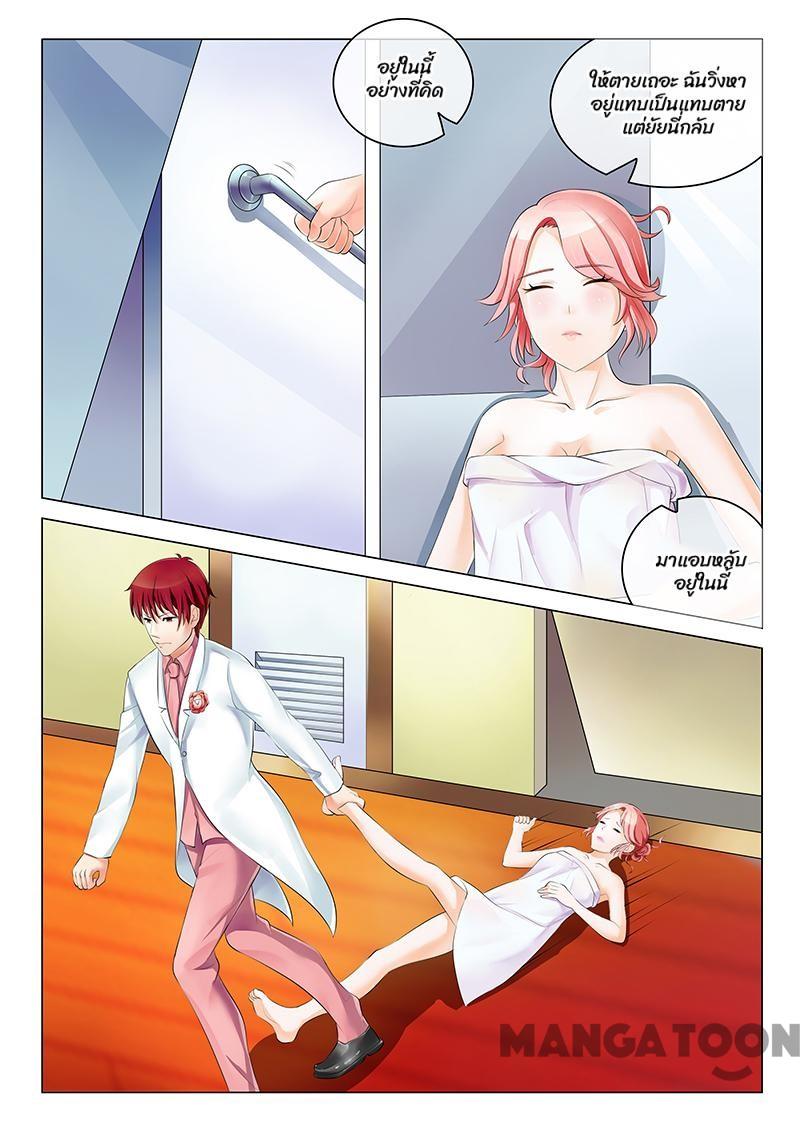 อยู่ในนี้
อย่างที่คิด
ให้ตายเถอะ ฉันวิ่งหา
อยู่แทบเป็นแทบตาย
แต่ยัยนี่กลับ
มาแอบหลับ
อยู่ในนี้
MANGATOON